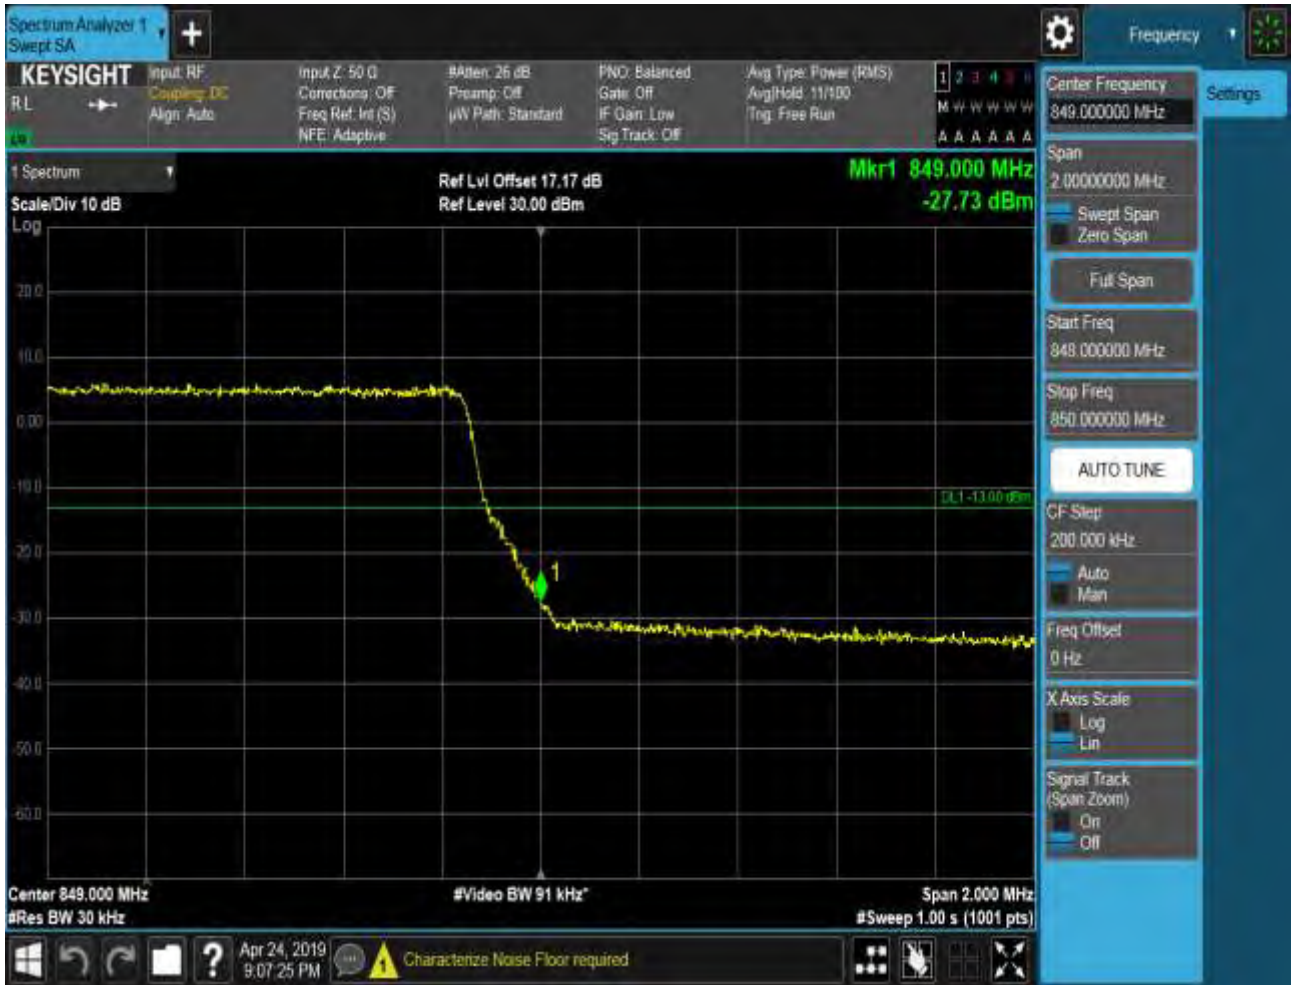 Spectrum Analyzer 1
Swept SA
+
Frequency
KEYSIGHT
RL
Input: RF
Coupling: DC
Align: Auto
Input Z: 50 Ω
Corrections: Off
Freq Ref: Int (S)
NFE: Adaptive
#Atten: 26 dB
Preamp: Off
µW Path: Standard
PNO: Balanced
Gate: Off
IF Gain: Low
Sig Track: Off
Avg Type: Power (RMS)
Avg|Hold: 11/100
Trig: Free Run
1 2 3 4 5 6
M W W W W W
A A A A A A
Center Frequency
849.000000 MHz
Settings
Span
2.00000000 MHz
Swept Span
Zero Span
Full Span
Start Freq
848.000000 MHz
Stop Freq
850.000000 MHz
AUTO TUNE
CF Step
200.000 kHz
Auto
Man
Freq Offset
0 Hz
X Axis Scale
Log
Lin
Signal Track
(Span Zoom)
On
Off
1 Spectrum
Scale/Div 10 dB
Log
Ref Lvl Offset 17.17 dB
Ref Level 30.00 dBm
Mkr1 849.000 MHz
-27.73 dBm
20.0
10.0
0.00
-10.0
DL1 -13.00 dBm
-20.0
1
-30.0
-40.0
-50.0
-60.0
Center 849.000 MHz
#Video BW 91 kHz*
Span 2.000 MHz
#Res BW 30 kHz
#Sweep 1.00 s (1001 pts)
?
Apr 24, 2019
9:07:25 PM
1
Characterize Noise Floor required